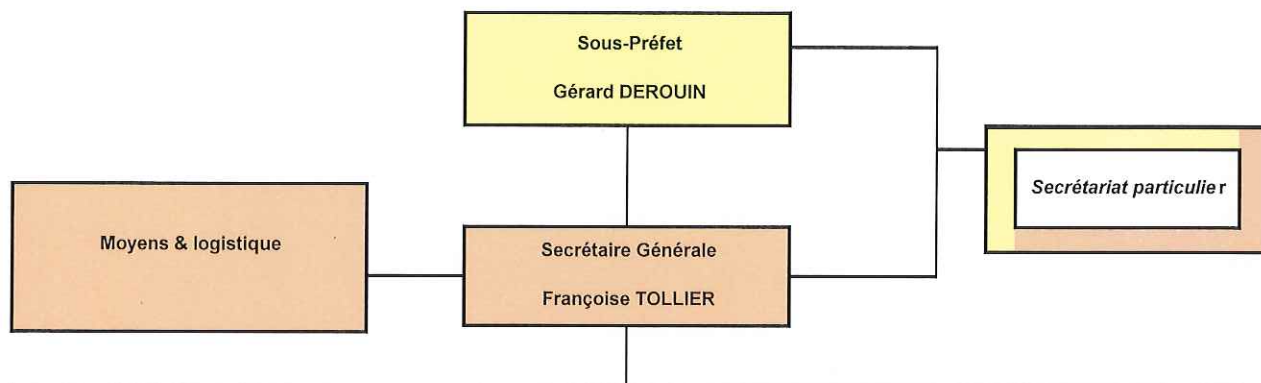 Sous-Préfet
Gérard DEROUIN
Secrétariat particulier
Moyens & logistique
Secrétaire Générale
Françoise TOLLIER